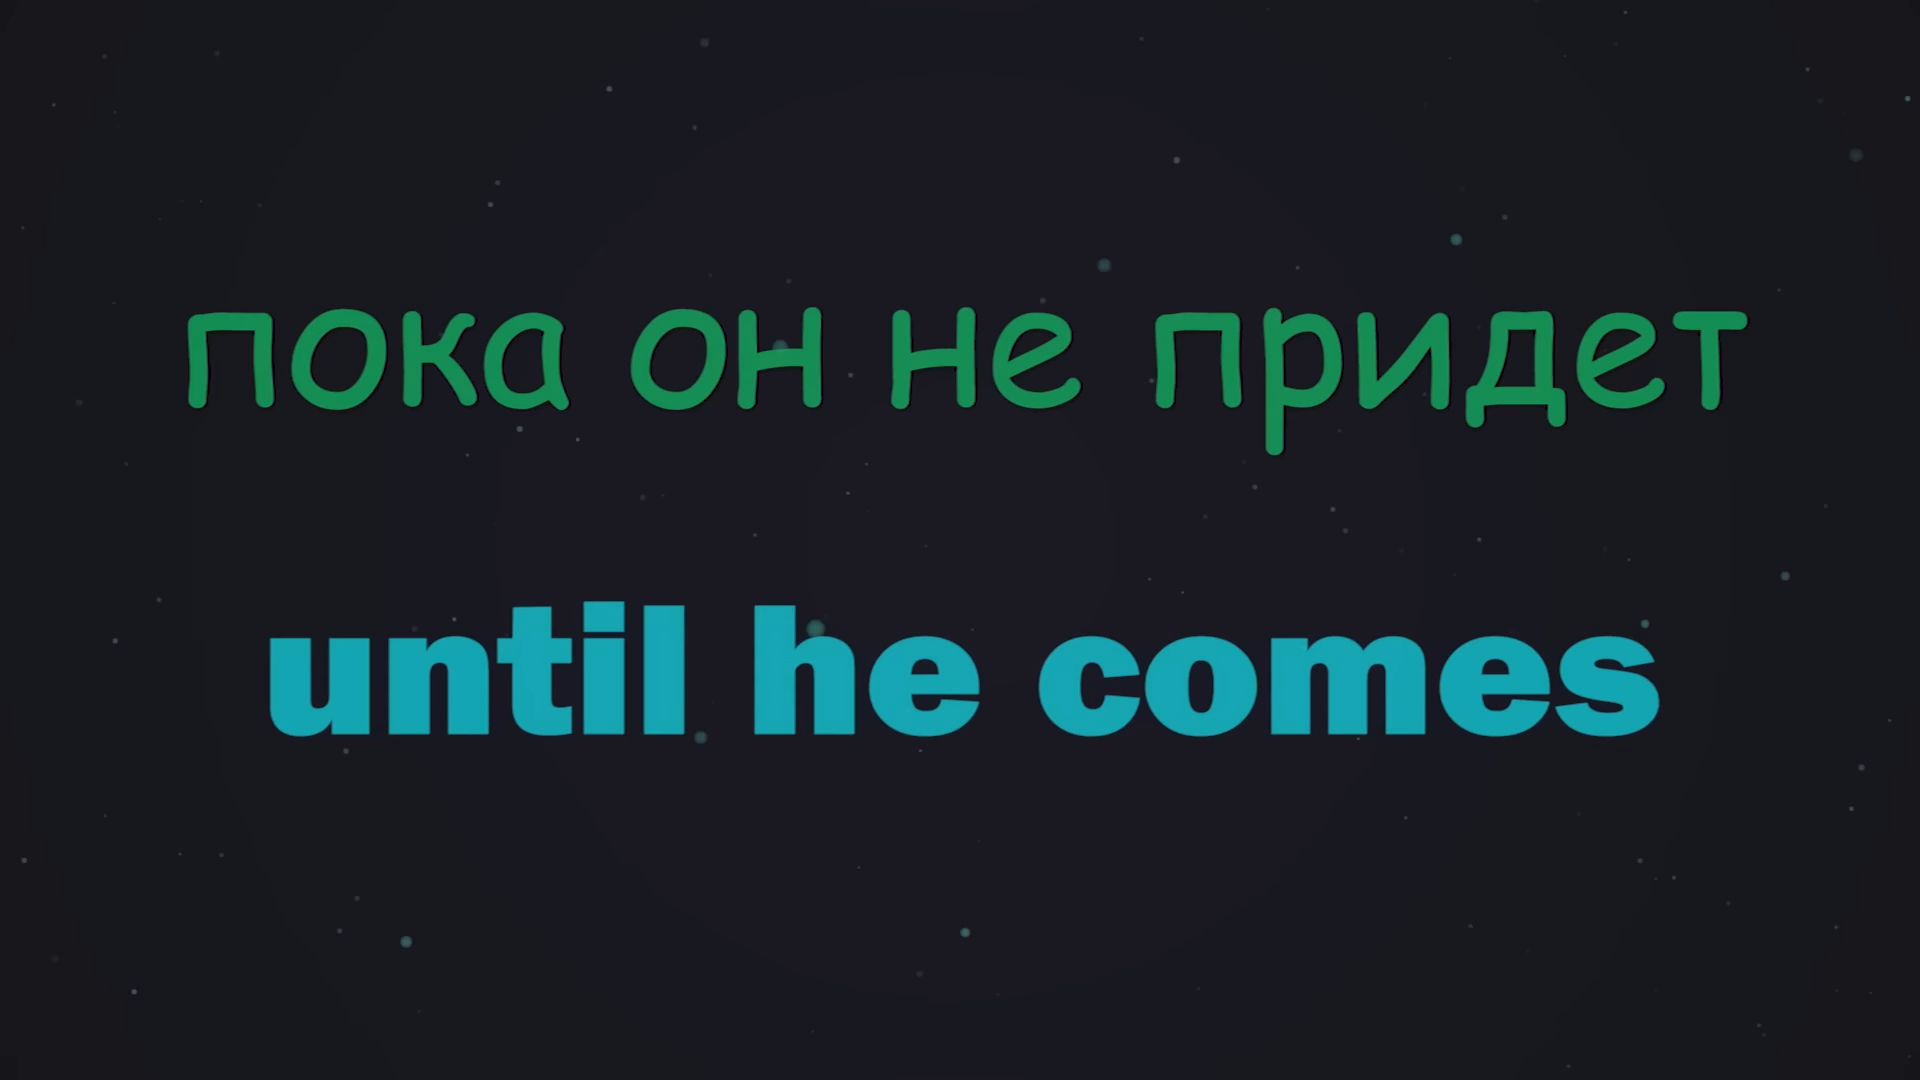 пока он не придет
until he comes